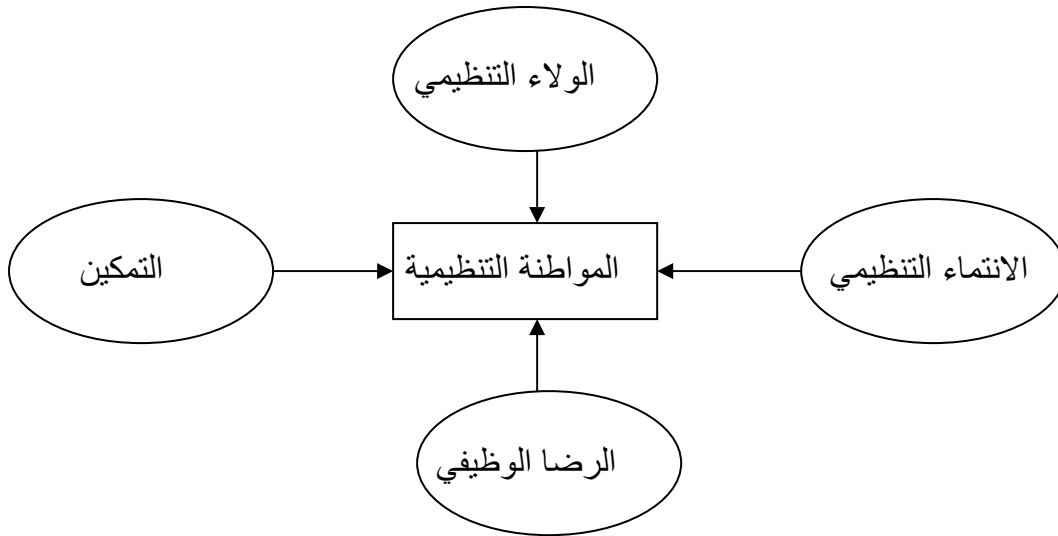 الولاء التنظيمي
الانتماء التنظيمي
المواطنة التنظيمية
التمكين
الرضا الوظيفي